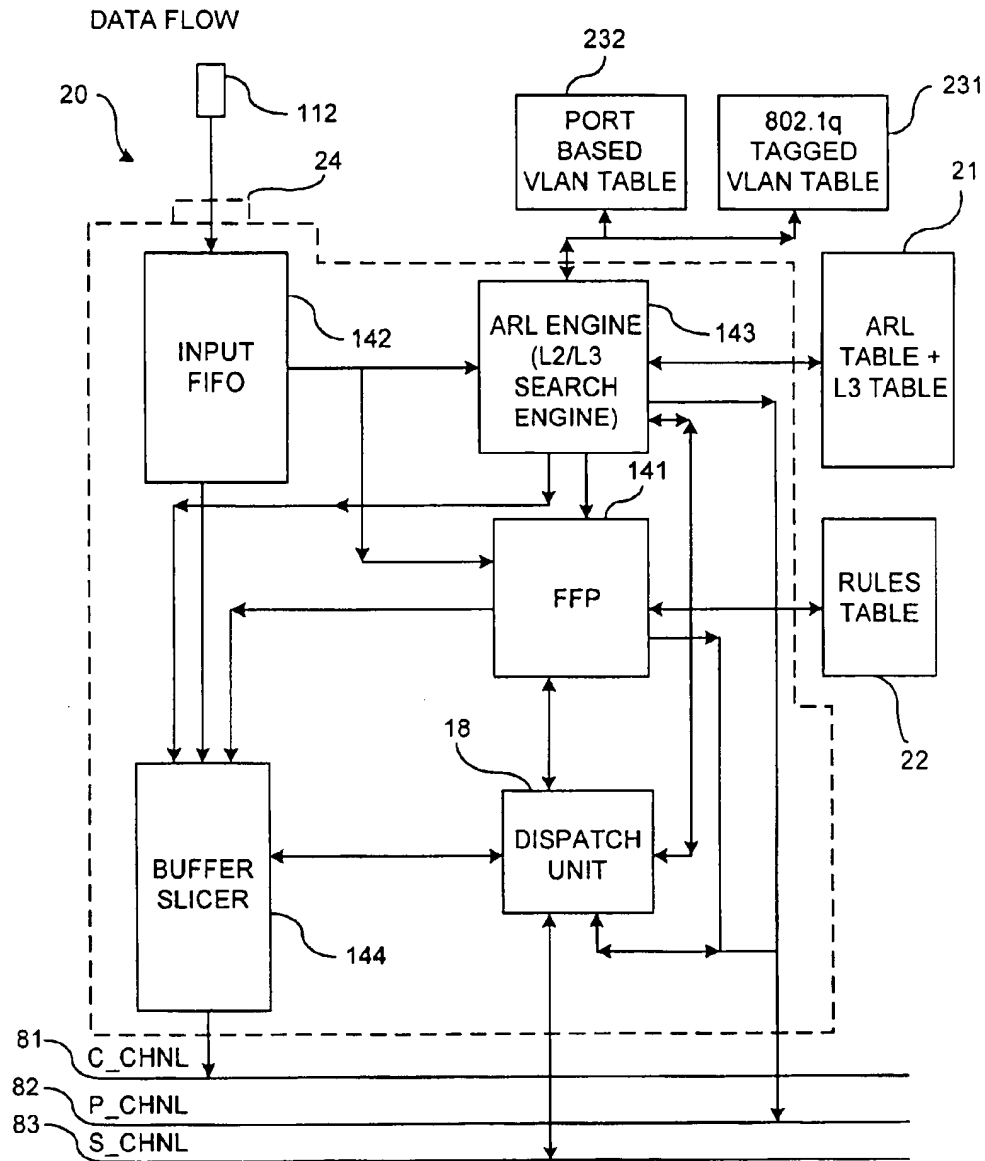 DATA FLOW
232
231
20
112
PORT
BASED
VLAN TABLE
802.1q
TAGGED
VLAN TABLE
24
21
INPUT
FIFO
142
ARL ENGINE
(L2/L3
SEARCH
ENGINE)
143
ARL
TABLE +
L3 TABLE
141
FFP
RULES
TABLE
22
18
DISPATCH
UNIT
BUFFER
SLICER
144
81
C_CHNL
82
P_CHNL
83
S_CHNL